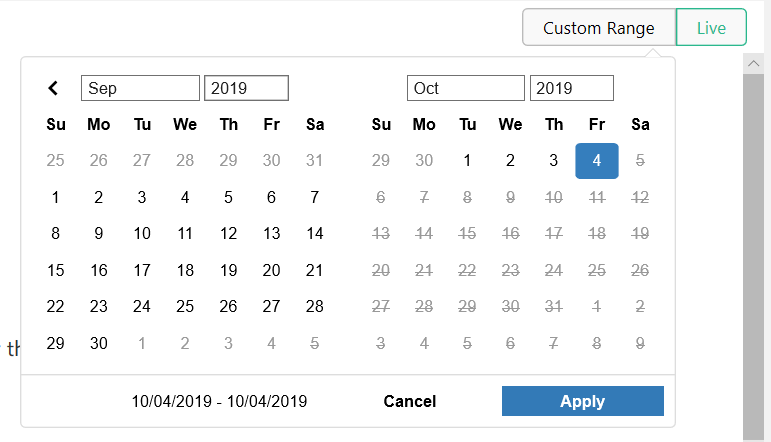 Custom Range Live
Sep 2019 Oct 2019
Su Mo Tu We Th Fr Sa Su Mo Tu We Th Fr Sa
25 26 27 28 29 30 31 29 30 1 2 3 4 5
1 2 3 4 5 6 7 6 7 8 9 10 11 12
8 9 10 11 12 13 14 13 14 15 16 17 18 19
15 16 17 18 19 20 21 20 21 22 23 24 25 26
22 23 24 25 26 27 28 27 28 29 30 31 1 2
29 30 1 2 3 4 5 3 4 5 6 7 8 9
10/04/2019 - 10/04/2019 Cancel Apply